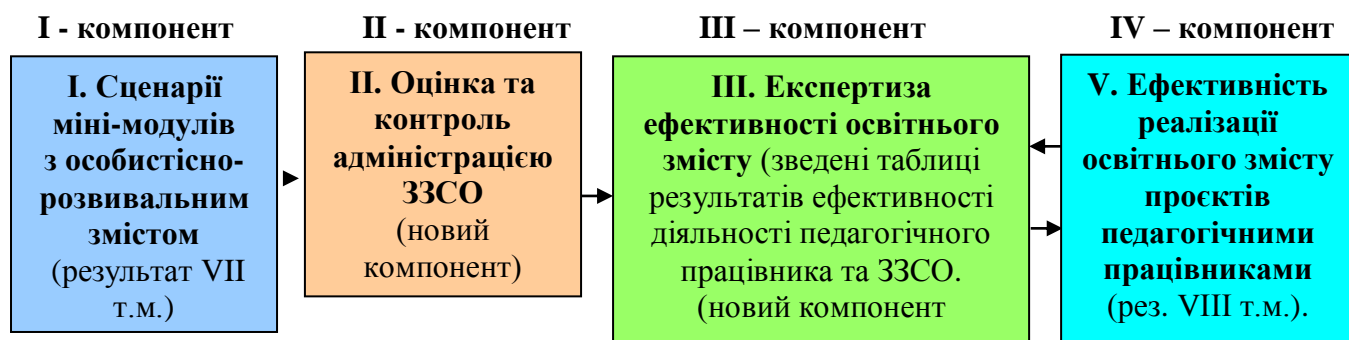 I - компонент
II - компонент
III – компонент
IV – компонент
I. Сценарії
міні-модулів
з особистісно-
розвивальним
змістом
(результат VII
т.м.)
II. Оцінка та
контроль
адміністрацією
ЗЗСО
(новий
компонент)
III. Експертиза
ефективності освітнього
змісту (зведені таблиці
результатів ефективності
діяльності педагогічного
працівника та ЗЗСО.
(новий компонент
V. Ефективність
реалізації
освітнього змісту
проєктів
педагогічними
працівниками
(рез. VIII т.м.).